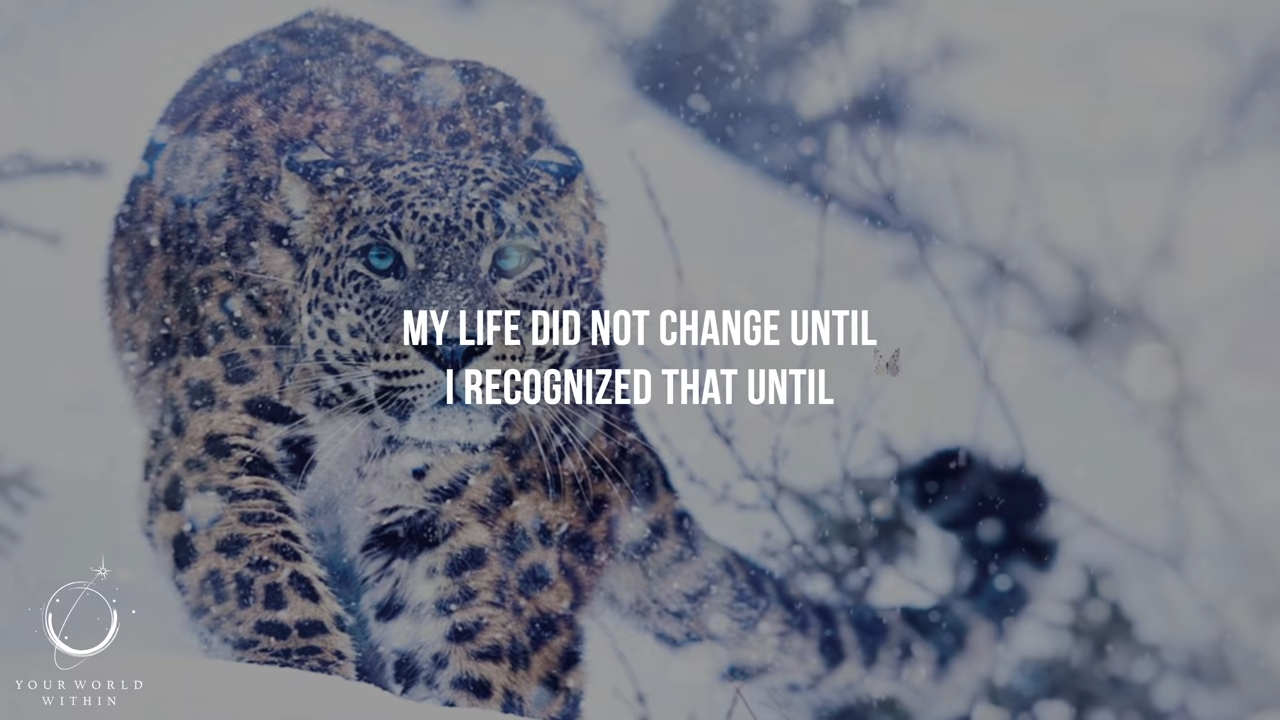 MY LIFE DID NOT CHANGE UNTIL
I RECOGNIZED THAT UNTIL
YOUR WORLD
WITHIN